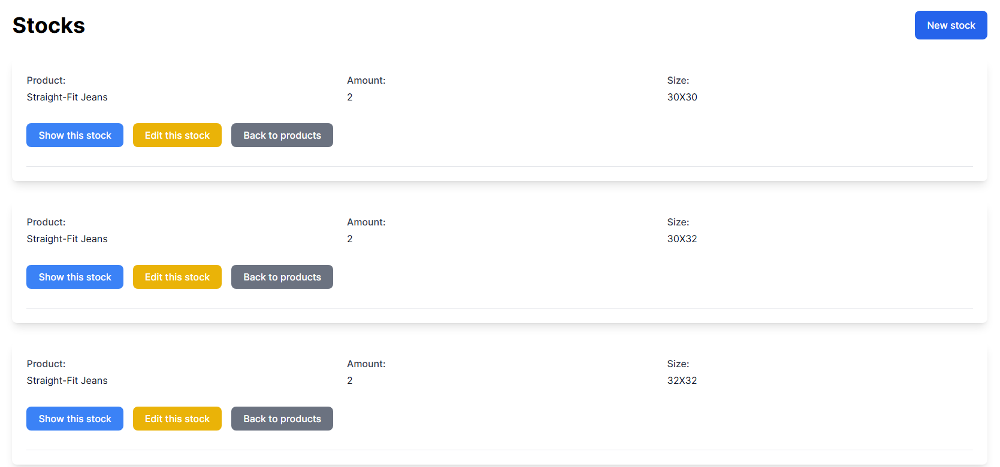 Stocks
New stock
Product: Amount: Size:
Straight-Fit Jeans 2 30X30
Show this stock Edit this stock Back to products
Product: Amount: Size:
Straight-Fit Jeans 2 30X32
Show this stock Edit this stock Back to products
Product: Amount: Size:
Straight-Fit Jeans 2 32X32
Show this stock Edit this stock Back to products